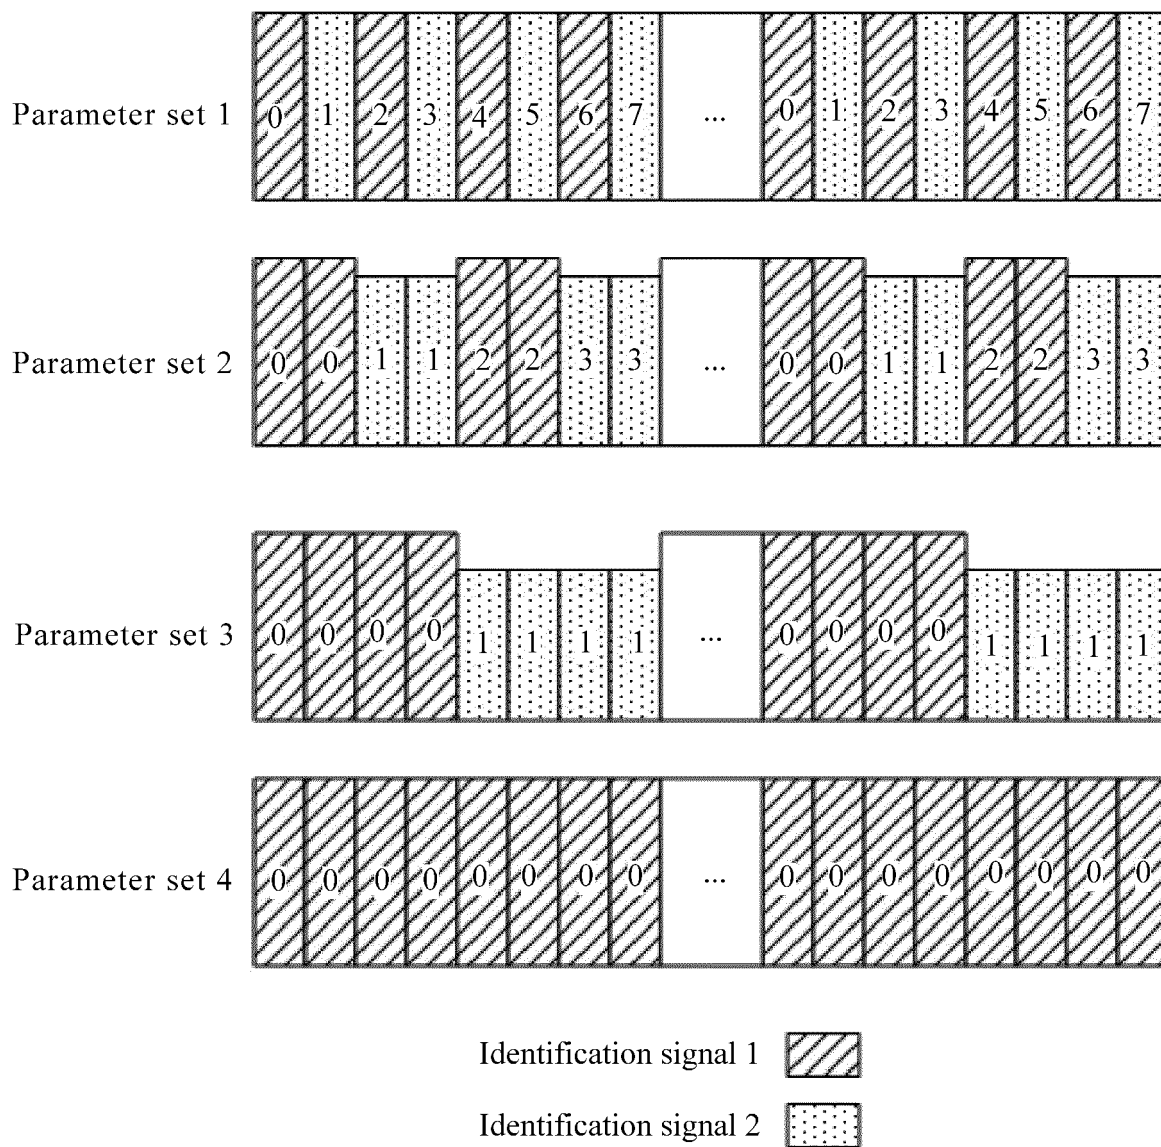 Parameter set 1 0 1 2 3 4 5 6 7 ... 0 1 2 3 4 5 6 7
Parameter set 2 0 0 1 1 2 2 3 3 ... 0 0 1 1 2 2 3 3
Parameter set 3 0 0 0 0 1 1 1 1 ... 0 0 0 0 1 1 1 1
Parameter set 4 0 0 0 0 0 0 0 0 ... 0 0 0 0 0 0 0 0
Identification signal 1
Identification signal 2